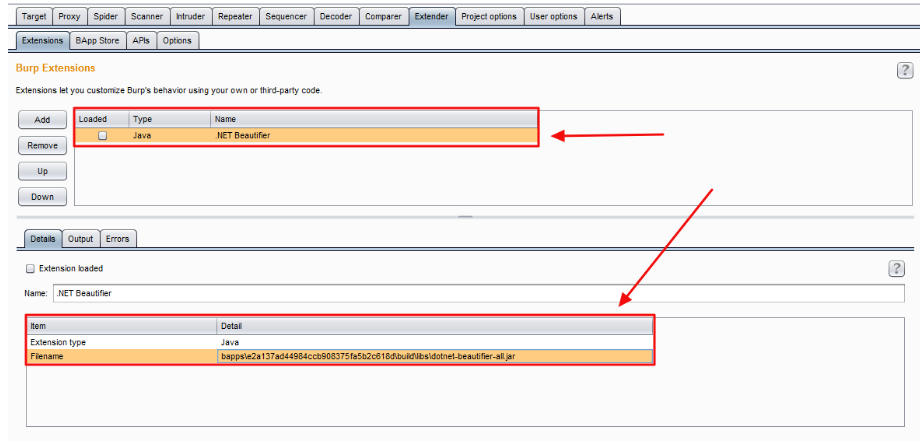 Target Proxy Spider Scanner Intruder Repeater Sequencer Decoder Comparer Extender Project options User options Alerts
Extensions BApp Store APIs Options
Burp Extensions
?
Extensions let you customize Burp's behavior using your own or third-party code.
Add Loaded Type Name
Java .NET Beautifier
Remove
Up
Down
Details Output Errors
Extension loaded
?
Name: .NET Beautifier
Item Detail
Extension type Java
Filename bapps\e2a137ad44984ccb908375fa5b2c618d\build\libs\dotnet-beautifier-all.jar